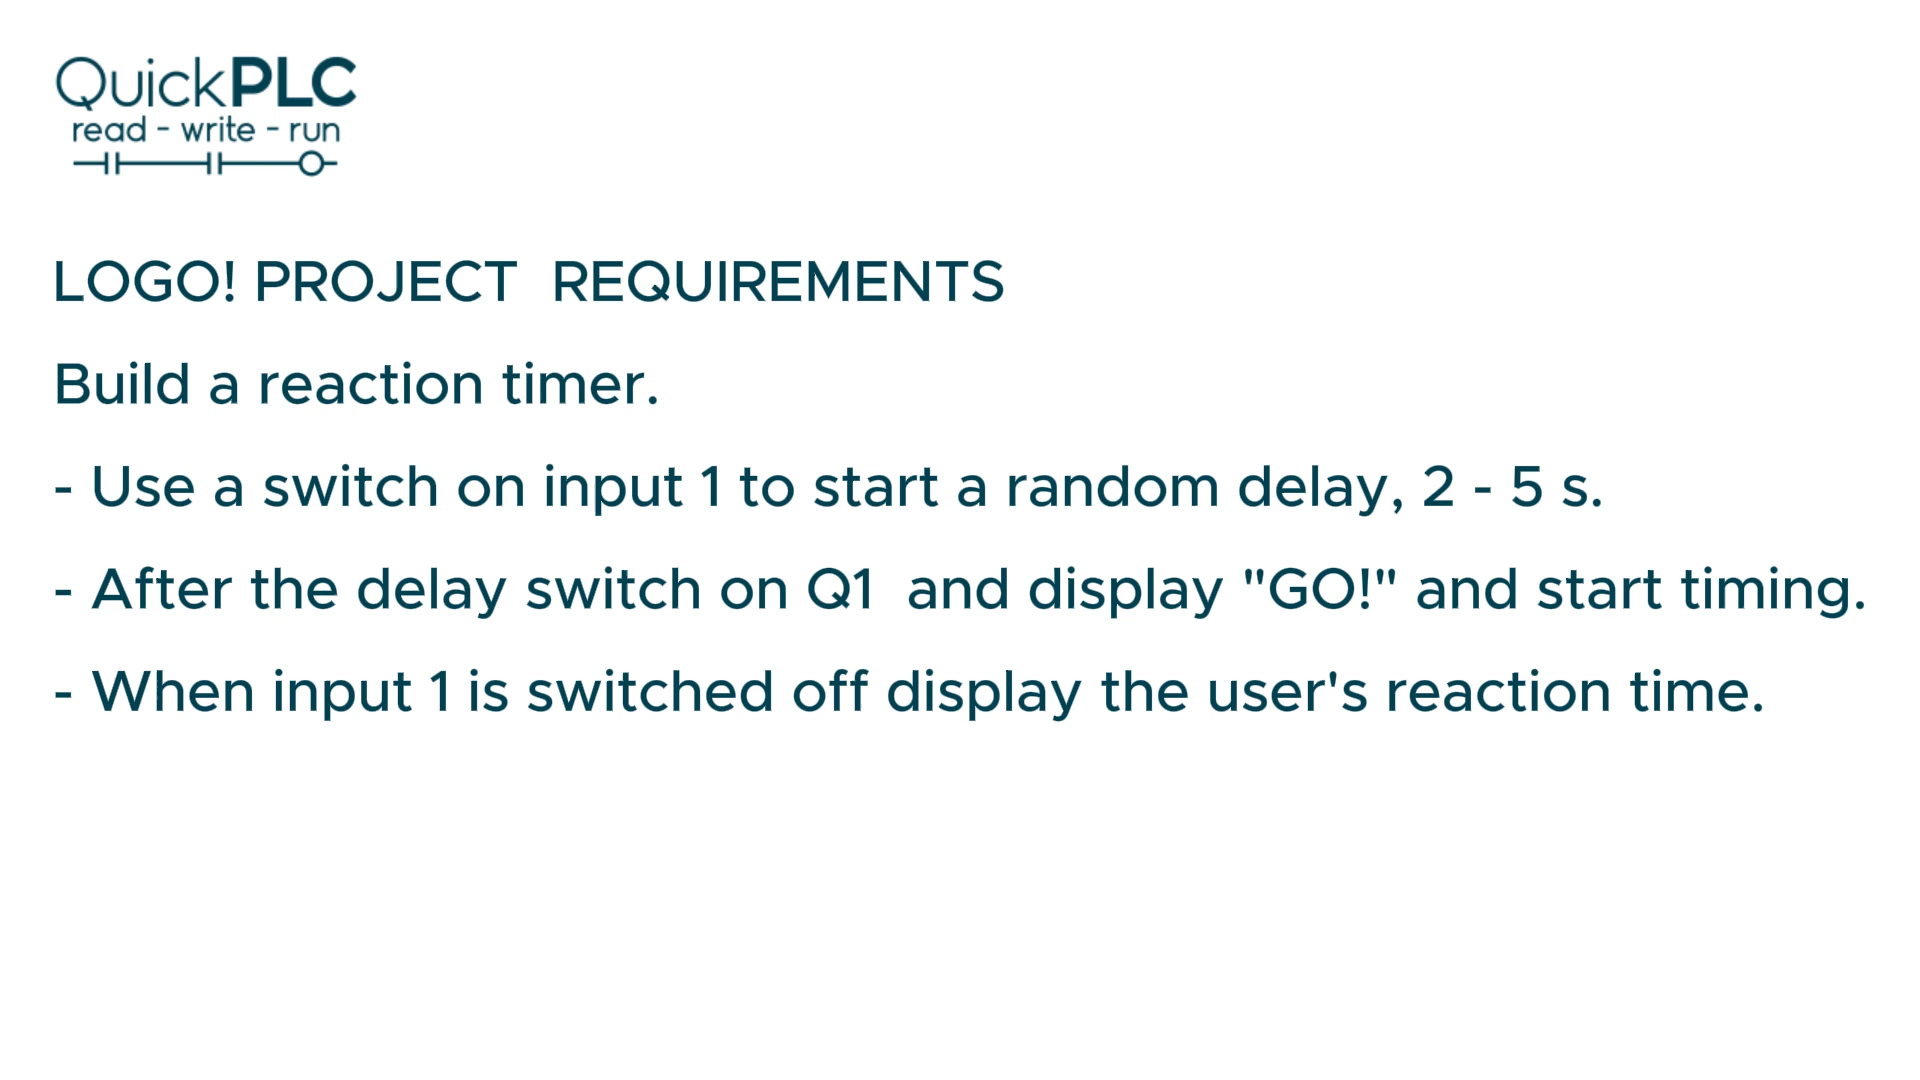 QuickPLC
read - write - run
LOGO! PROJECT  REQUIREMENTS
Build a reaction timer.
- Use a switch on input 1 to start a random delay, 2 - 5 s.
- After the delay switch on Q1  and display "GO!" and start timing.
- When input 1 is switched off display the user's reaction time.